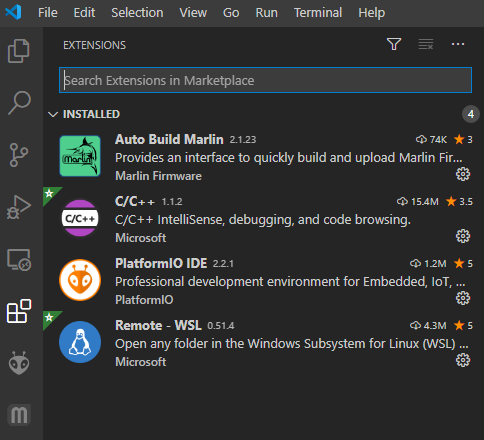 File Edit Selection View Go Run Terminal Help
EXTENSIONS
Search Extensions in Marketplace
INSTALLED 4
Auto Build Marlin 2.1.23 74K 3
Provides an interface to quickly build and upload Marlin Fir...
Marlin Firmware
C/C++ C/C++ 1.1.2 15.4M 3.5
C/C++ IntelliSense, debugging, and code browsing.
Microsoft
PlatformIO IDE 2.2.1 1.2M 5
Professional development environment for Embedded, IoT, ...
PlatformIO
Remote - WSL 0.51.4 4.3M 5
Open any folder in the Windows Subsystem for Linux (WSL) ...
Microsoft